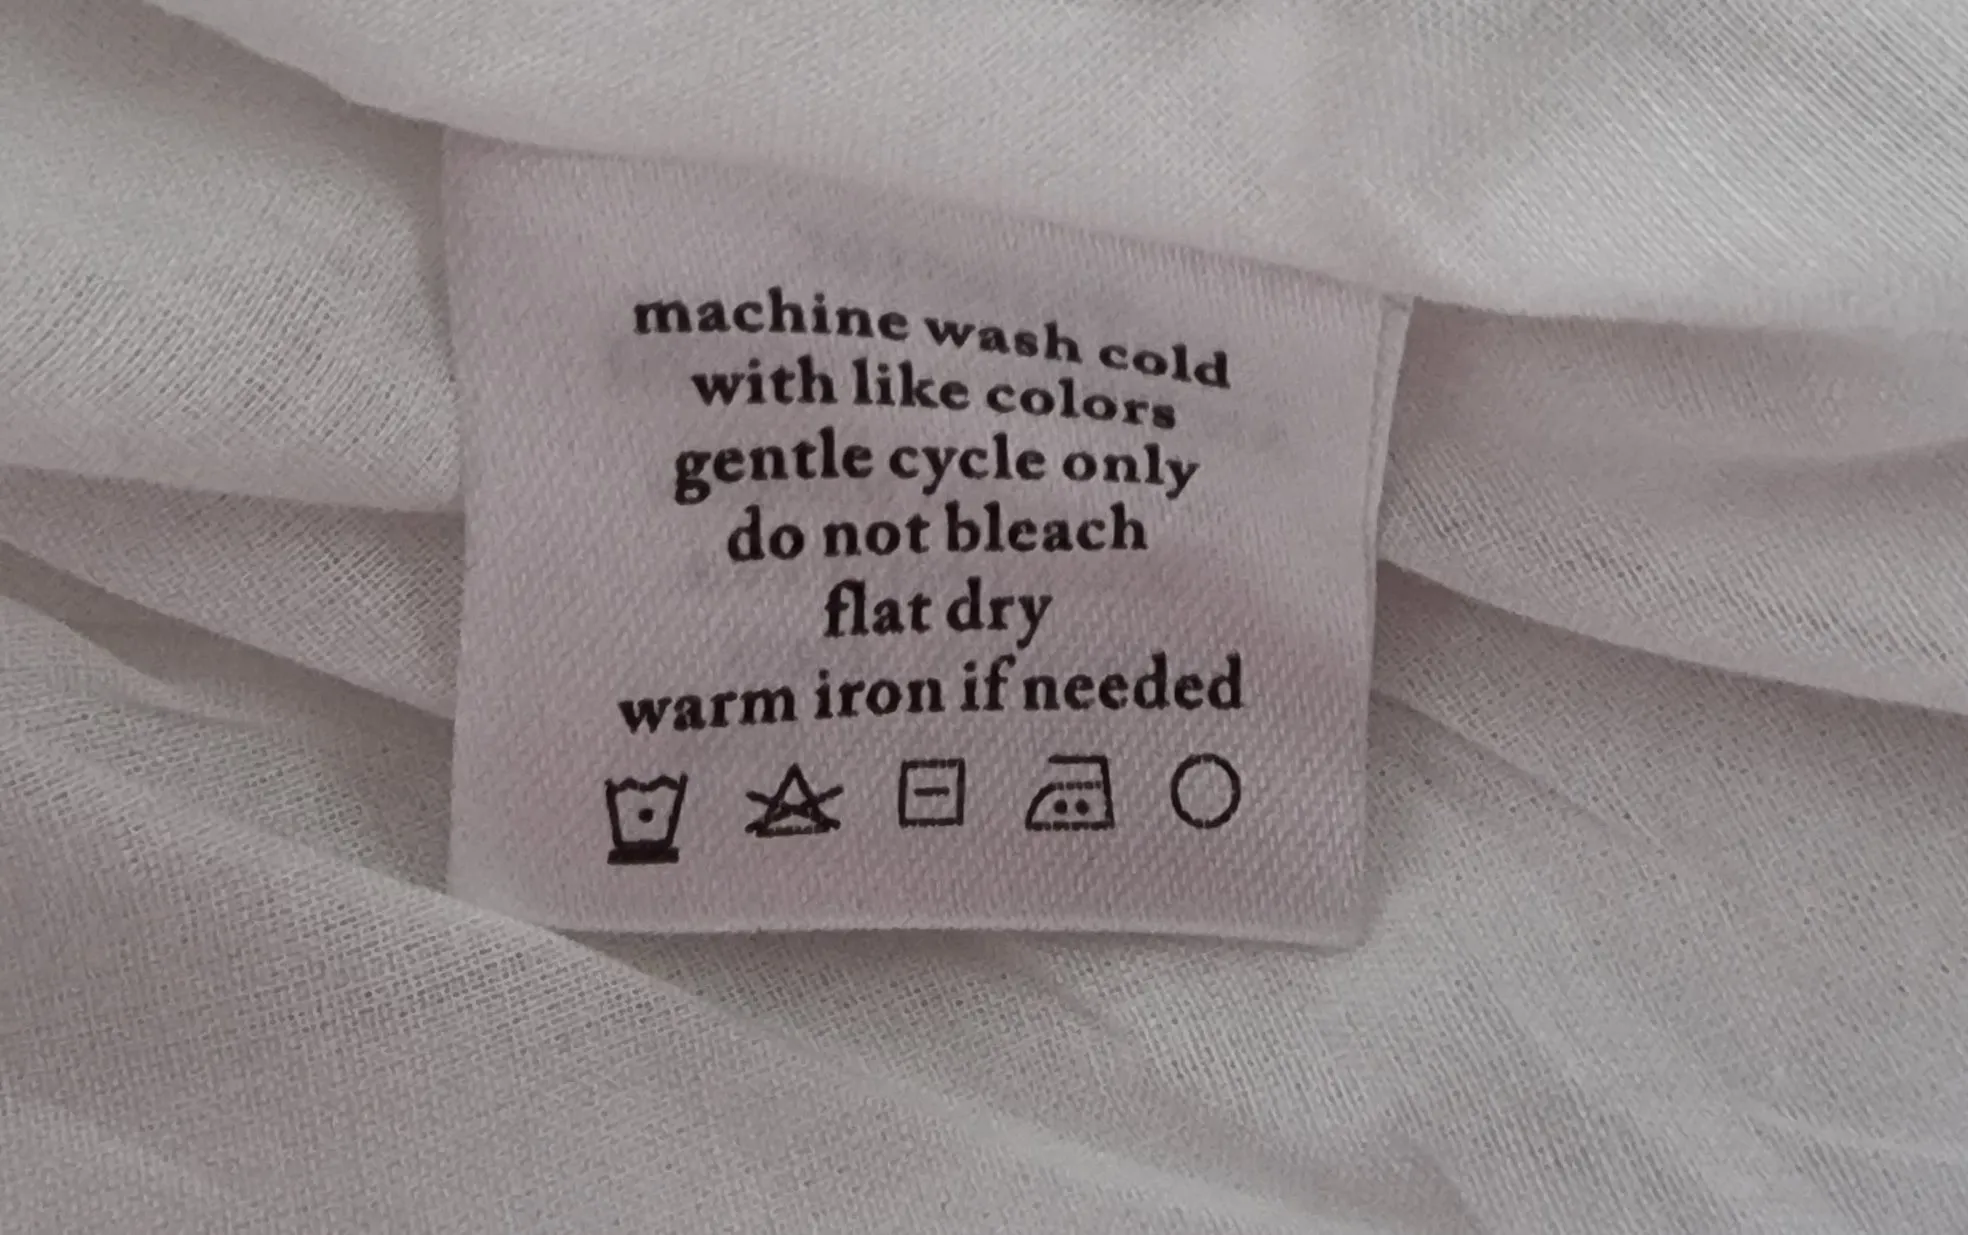 machine wash cold
with like colors
gentle cycle only
do not bleach
flat dry
warm iron if needed